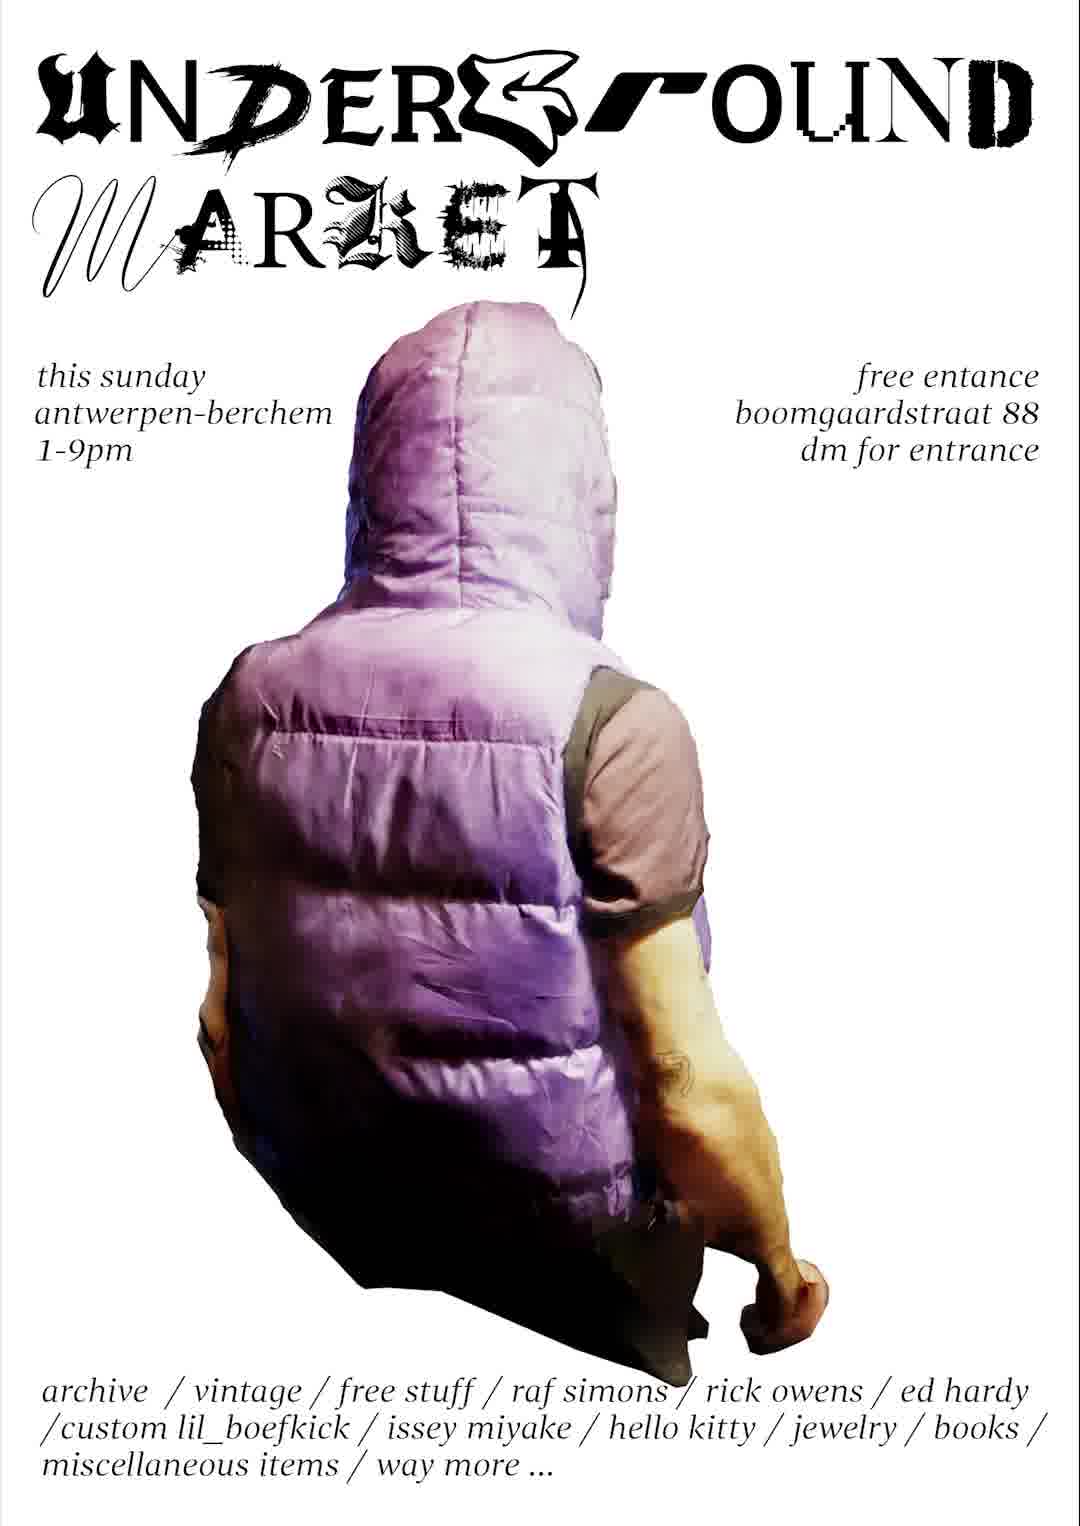 UNDERGrOUND
MARKET
this sunday
antwerpen-berchem
1-9pm
free entance
boomgaardstraat 88
dm for entrance
archive / vintage / free stuff / raf simons / rick owens / ed hardy
/custom lil_boefkick / issey miyake / hello kitty / jewelry / books /
miscellaneous items / way more ...